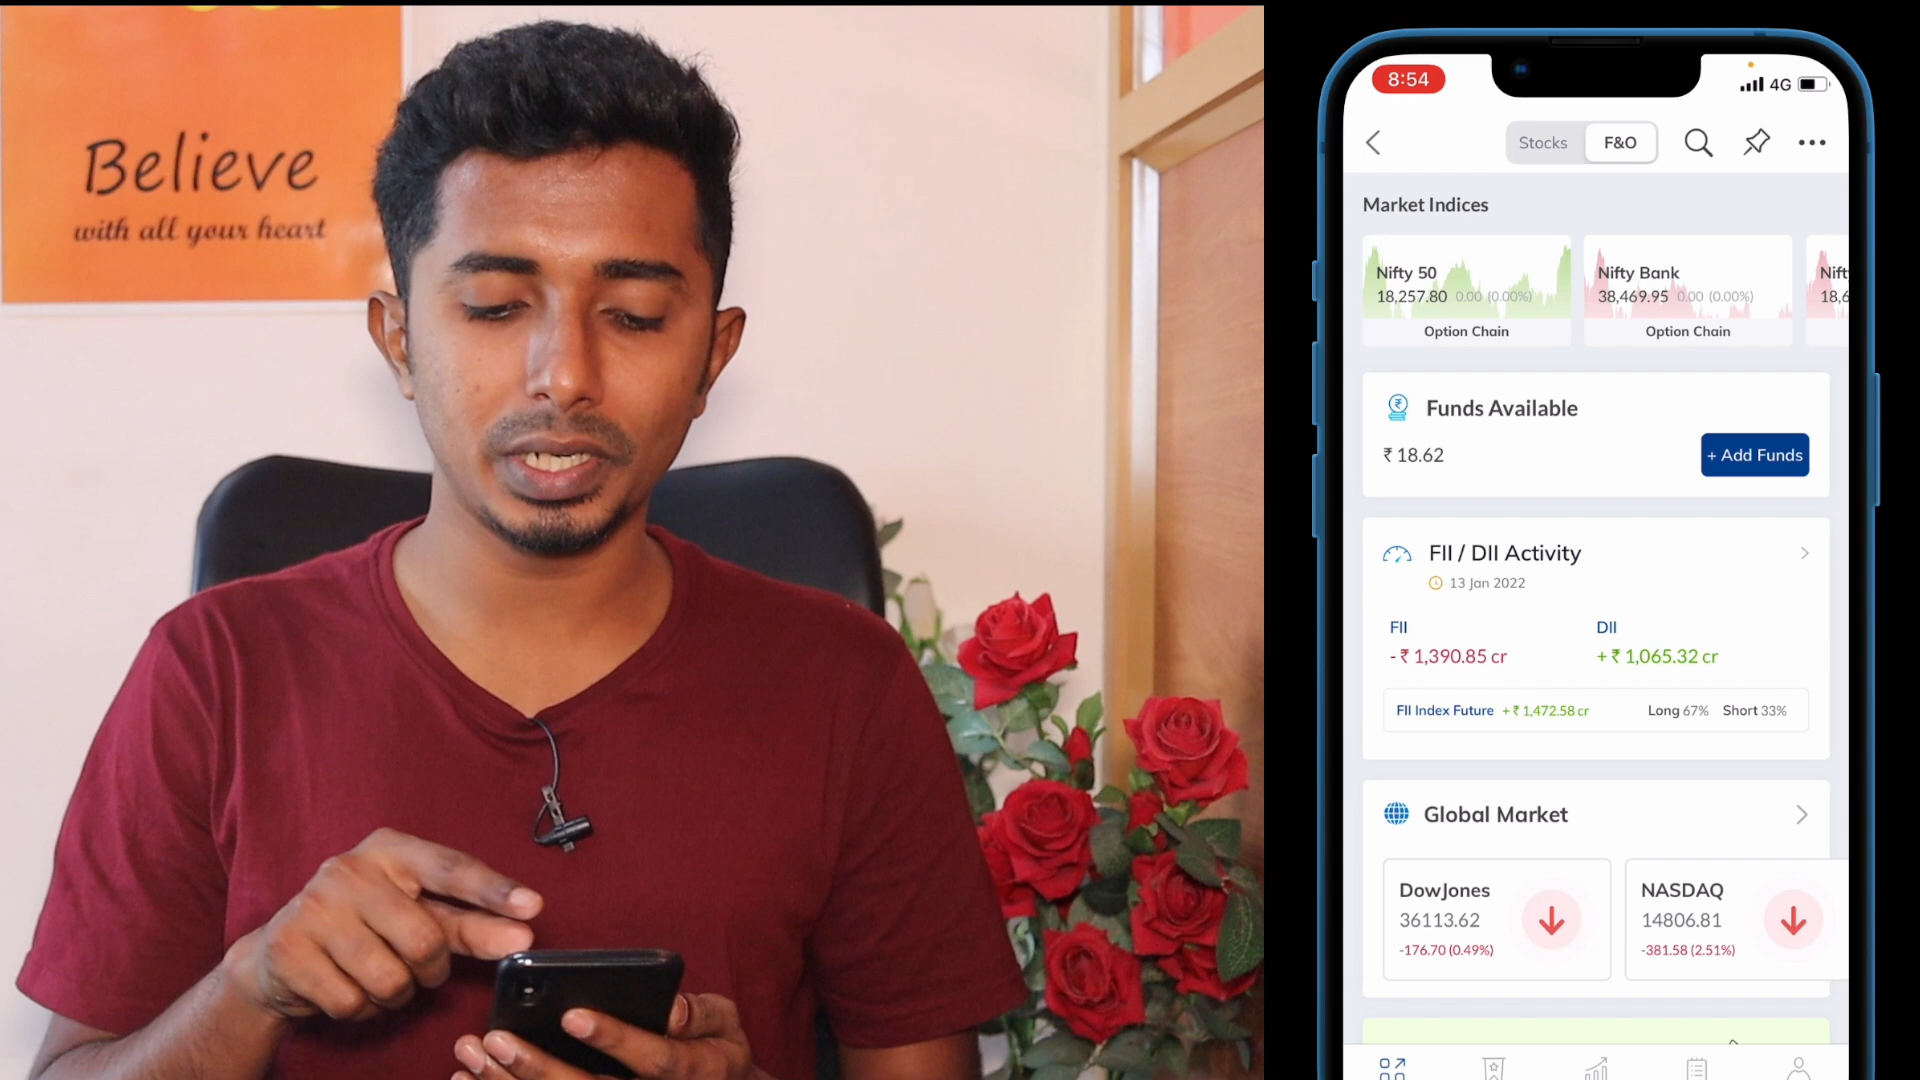 Believe
with all your heart
8:54
4G
Stocks F&O
Market Indices
Nifty 50
18,257.80 0.00 (0.00%)
Option Chain
Nifty Bank
38,469.95 0.00 (0.00%)
Option Chain
Nift
18,6
Funds Available
₹ 18.62
+ Add Funds
FII / DII Activity
13 Jan 2022
FII
- ₹ 1,390.85 cr
DII
+ ₹ 1,065.32 cr
FII Index Future + ₹ 1,472.58 cr Long 67% Short 33%
Global Market
DowJones
36113.62
-176.70 (0.49%)
NASDAQ
14806.81
-381.58 (2.51%)